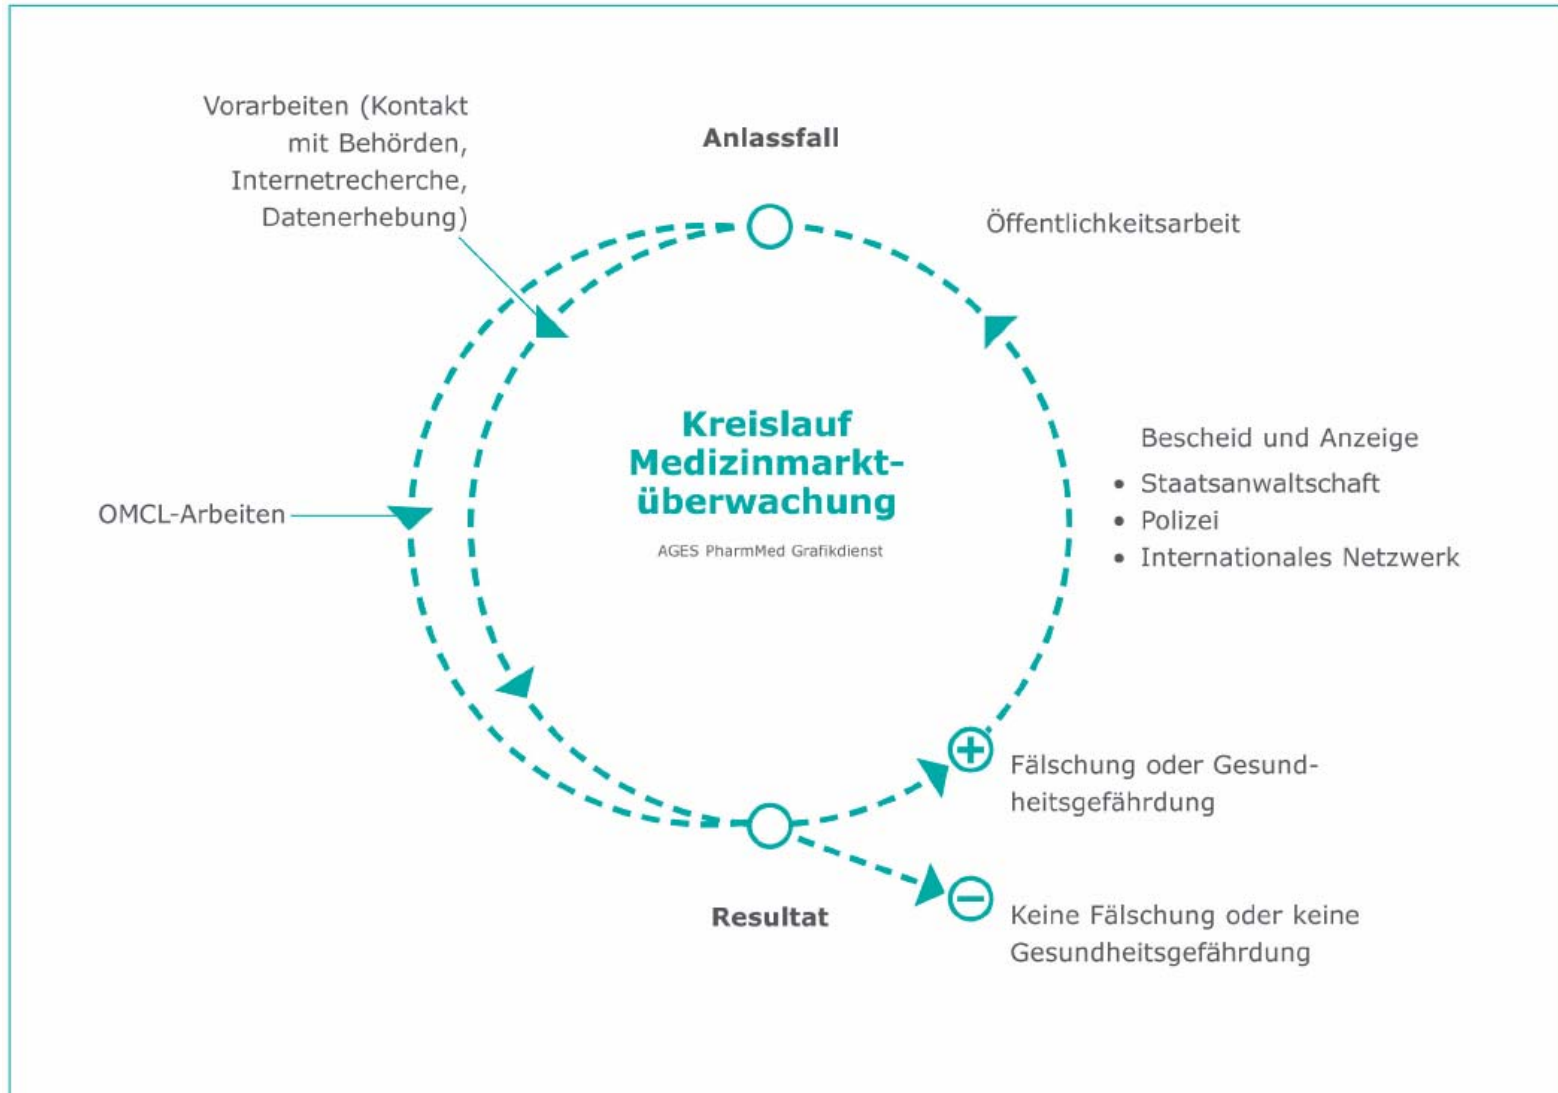 Vorarbeiten (Kontakt
mit Behörden,
Internetrecherche,
Datenerhebung)
Anlassfall
Öffentlichkeitsarbeit
Kreislauf
Medizinmarkt-
überwachung
AGES PharmMed Grafikdienst
Bescheid und Anzeige
• Staatsanwaltschaft
• Polizei
• Internationales Netzwerk
OMCL-Arbeiten
Fälschung oder Gesund-
heitsgefährdung
Resultat
Keine Fälschung oder keine
Gesundheitsgefährdung